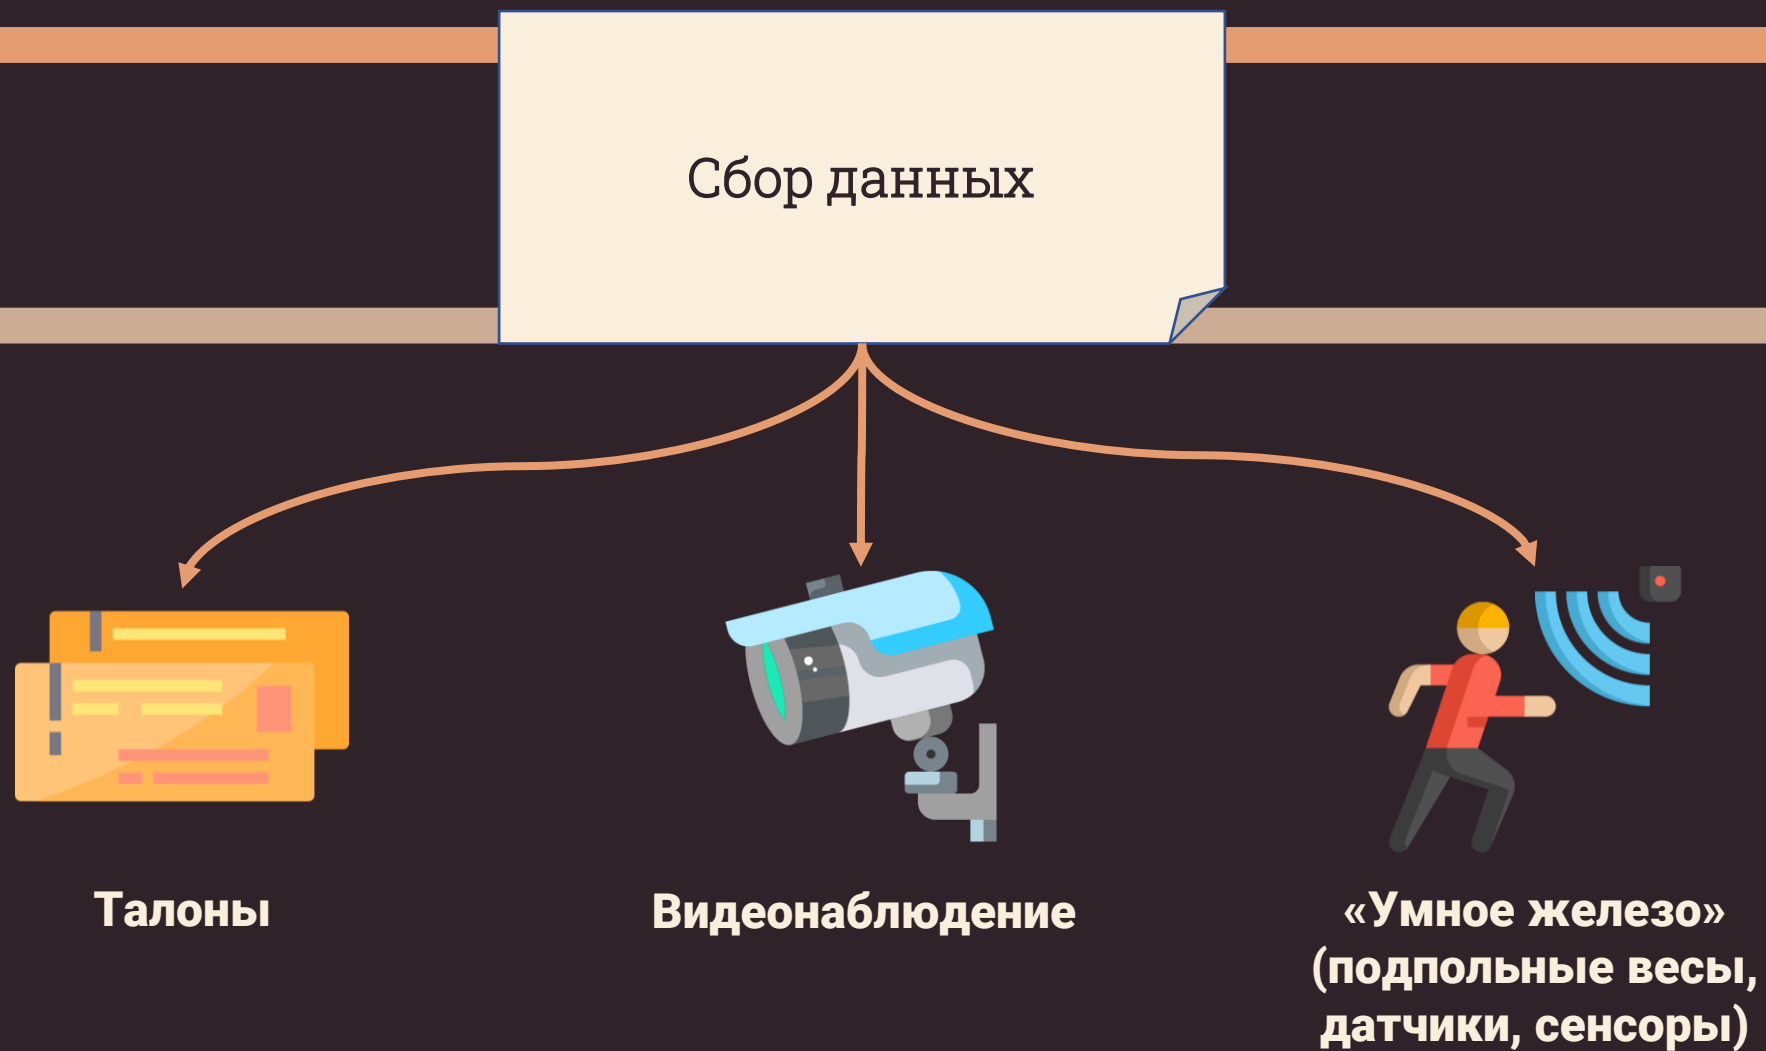 Сбор данных
Талоны
Видеонаблюдение
«Умное железо»
(подпольные весы,
датчики, сенсоры)